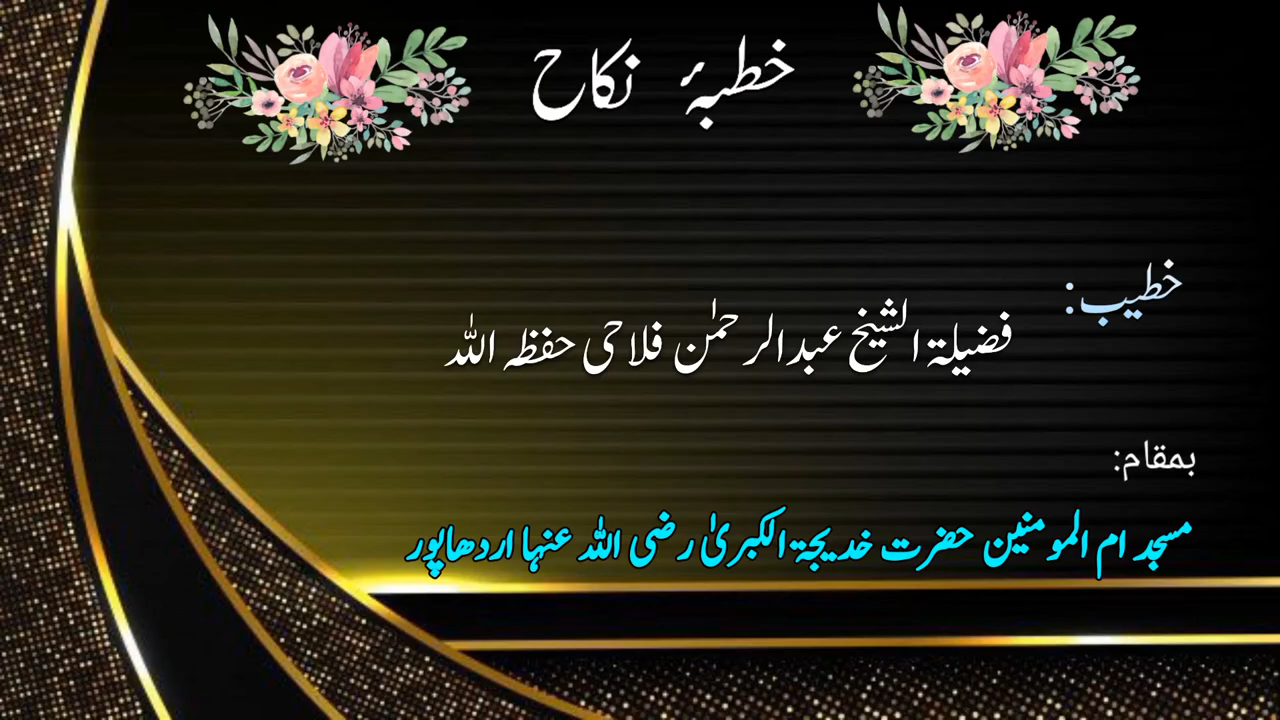 خطبۂ نکاح
خطیب:
فضیلۃ الشیخ عبدالرحمٰن فلاحی حفظہ اللہ
بمقام:
مسجد ام المومنین حضرت خدیجۃ الکبریٰ رضی اللہ عنہا اردھاپور